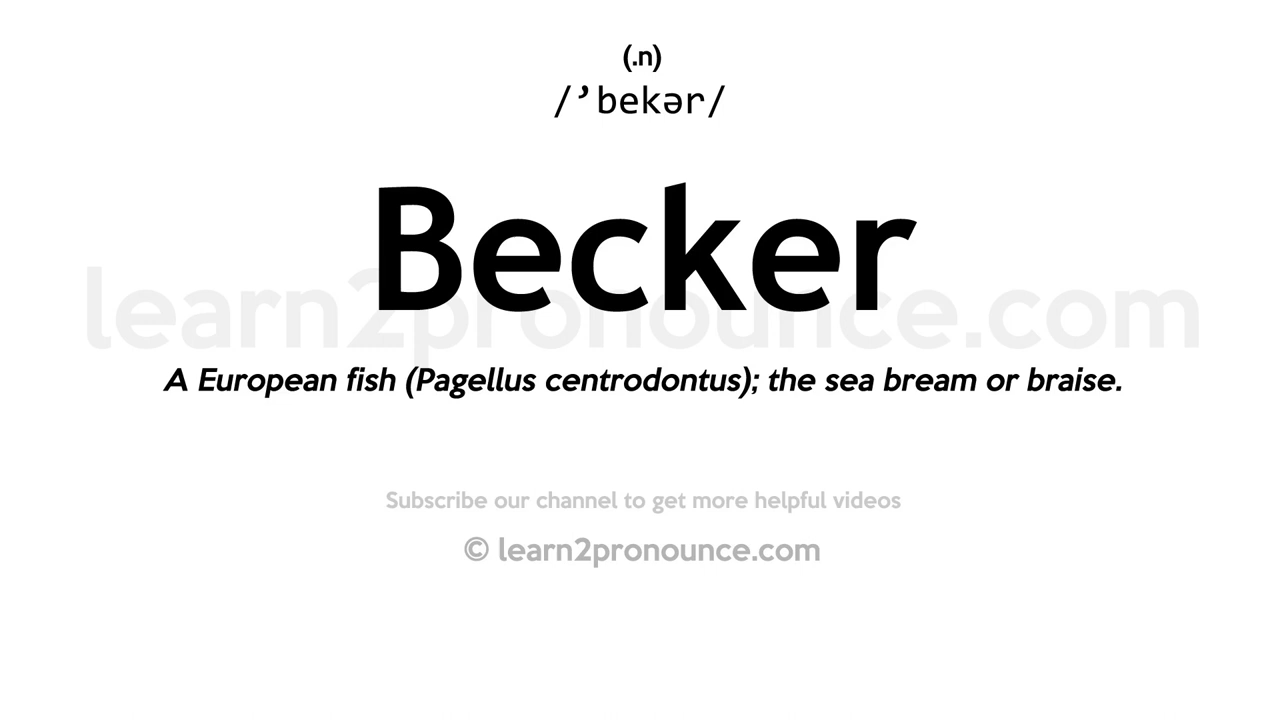 (.n)
/’bekər/
Becker
learn2pronounce.com
A European fish (Pagellus centrodontus); the sea bream or braise.
Subscribe our channel to get more helpful videos
© learn2pronounce.com